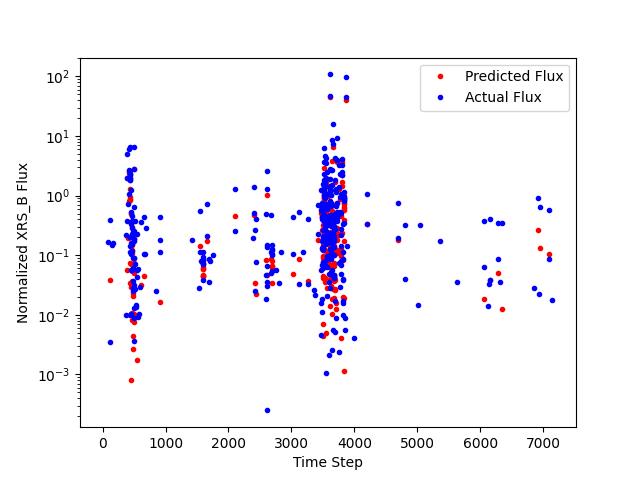 Predicted Flux
Actual Flux
10²
10¹
10⁰
10⁻¹
10⁻²
10⁻³
Normalized XRS_B Flux
0 1000 2000 3000 4000 5000 6000 7000
Time Step